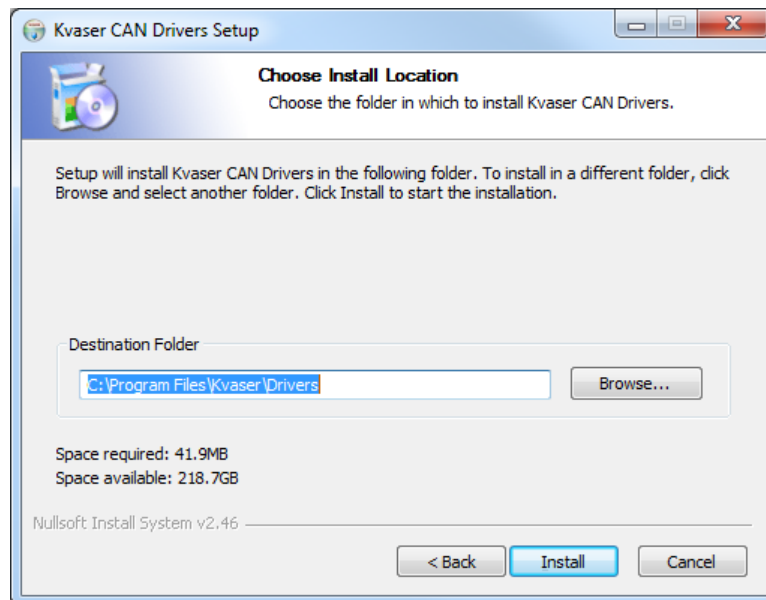 Kvaser CAN Drivers Setup
Choose Install Location
Choose the folder in which to install Kvaser CAN Drivers.
Setup will install Kvaser CAN Drivers in the following folder. To install in a different folder, click
Browse and select another folder. Click Install to start the installation.
Destination Folder
C:\Program Files\Kvaser\Drivers
Browse...
Space required: 41.9MB
Space available: 218.7GB
Nullsoft Install System v2.46
< Back
Install
Cancel